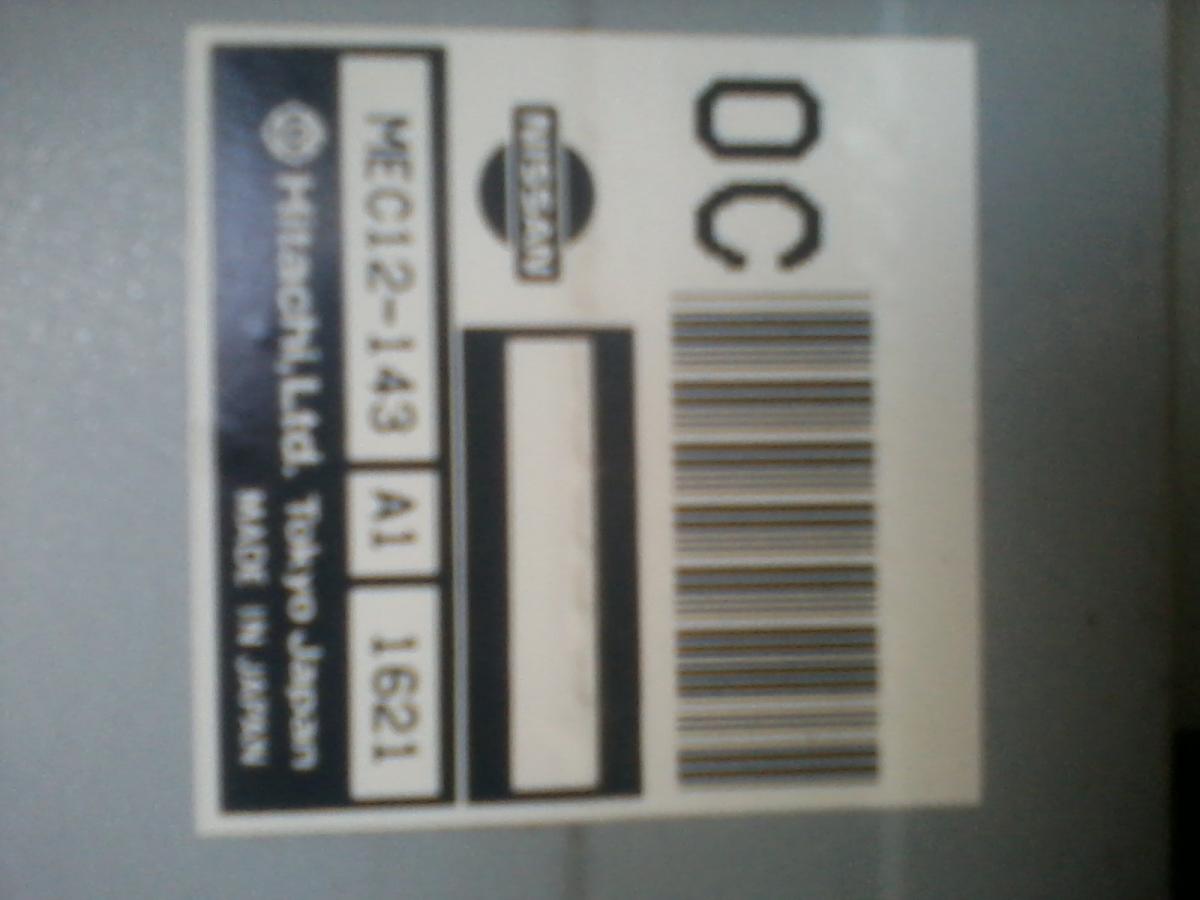 OC
NISSAN
MEC12-143 A1 1621
Hitachi,Ltd. Tokyo Japan
MADE IN JAPAN